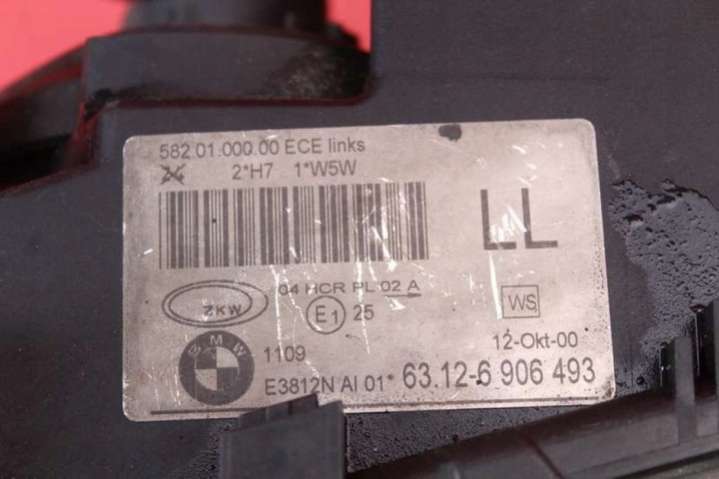 582 01.000.00 ECE links
2*H7 1*W5W
LL
04 HCR PL 02 A
ZKW
E1 25
WS
BMW
1109
12-Okt-00
E3812N AI 01* 63.12-6 906 493